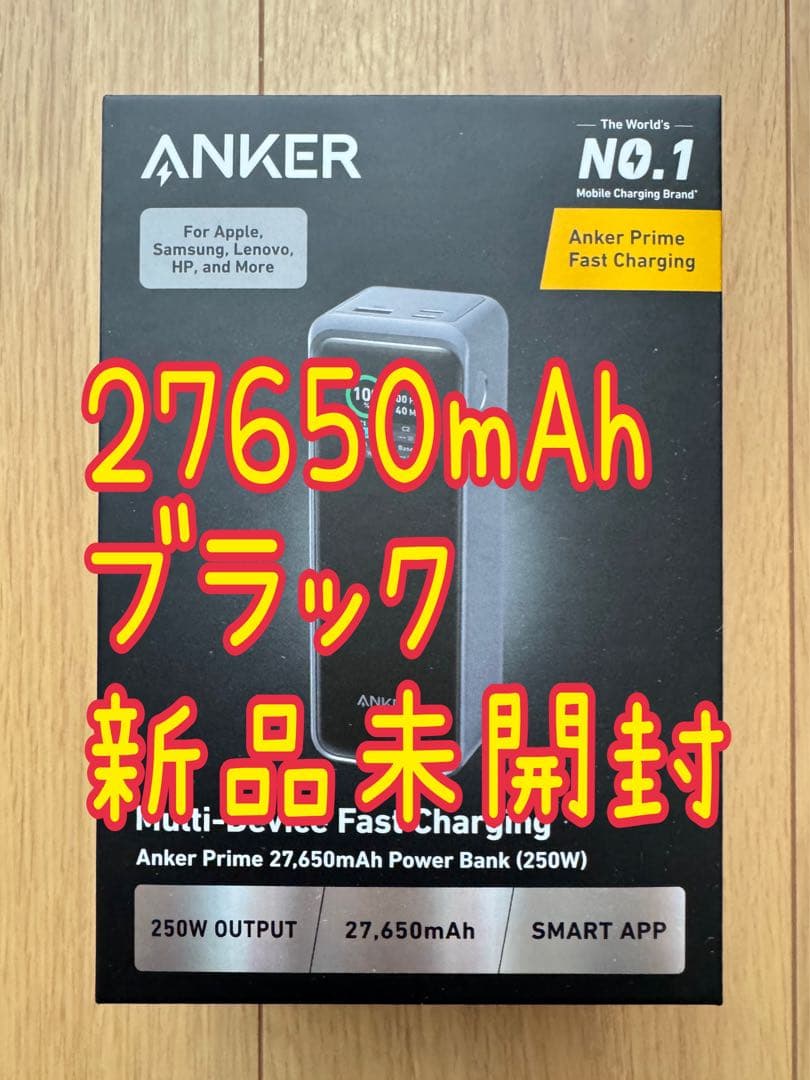 ANKER
The World's
NO.1
Mobile Charging Brand*
For Apple,
Samsung, Lenovo,
HP, and More
Anker Prime
Fast Charging
27650mAh
ブラック
新品未開封
Multi-Device Fast Charging
Anker Prime 27,650mAh Power Bank (250W)
250W OUTPUT
27,650mAh
SMART APP